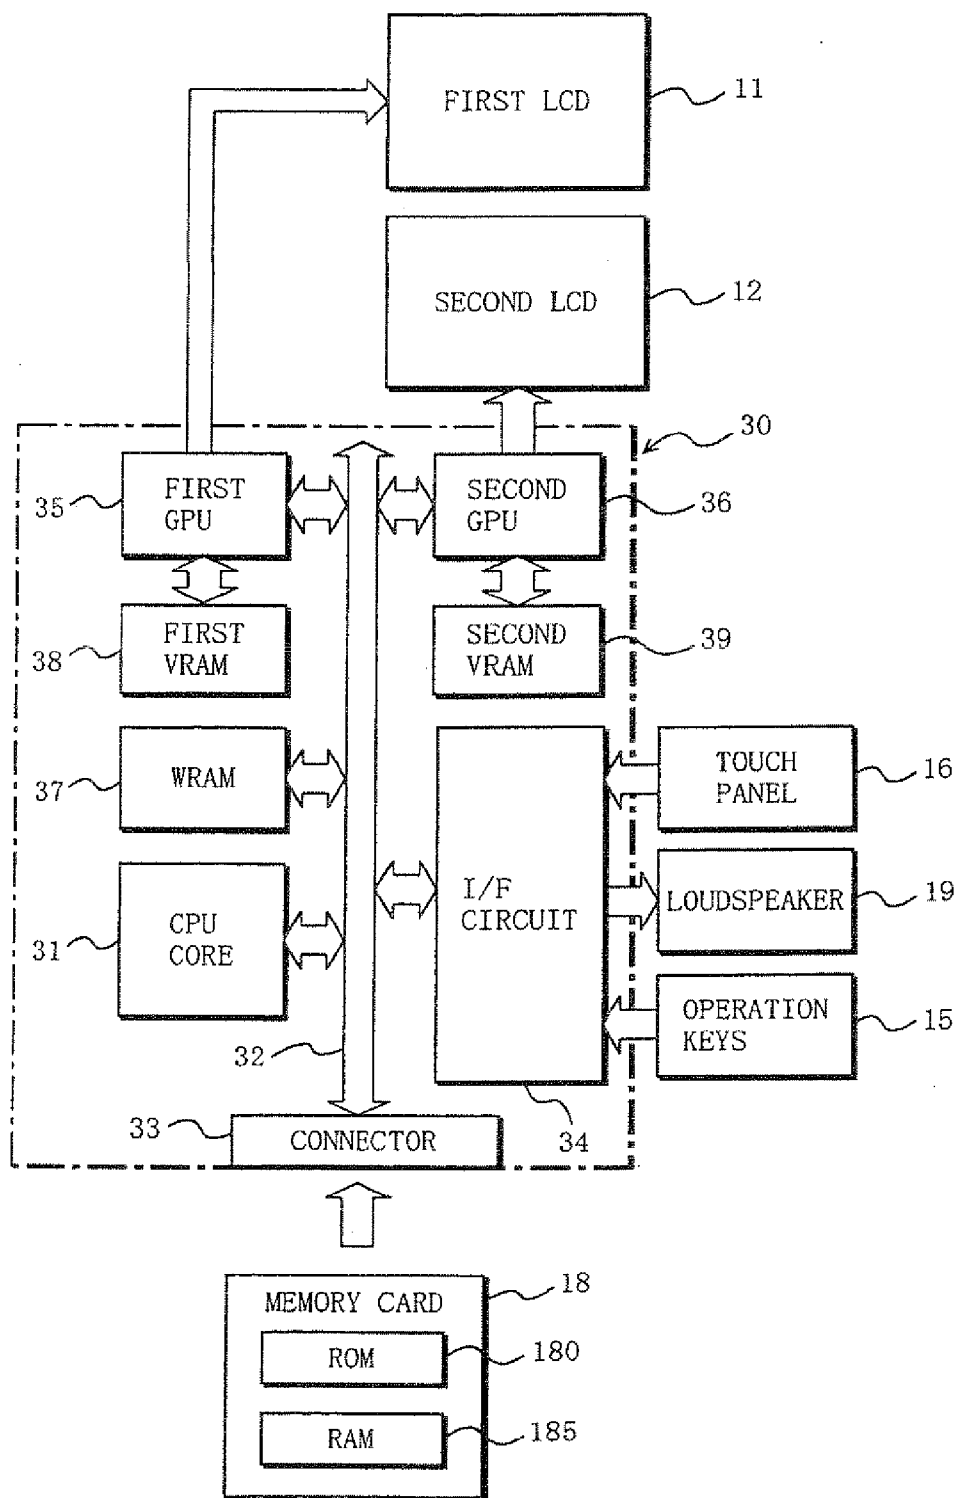 FIRST LCD
11
SECOND LCD
12
30
35
FIRST
GPU
SECOND
GPU
36
38
FIRST
VRAM
SECOND
VRAM
39
37
WRAM
TOUCH
PANEL
16
31
CPU
CORE
I/F
CIRCUIT
LOUDSPEAKER
19
32
OPERATION
KEYS
15
33
CONNECTOR
34
MEMORY CARD
18
ROM
180
RAM
185